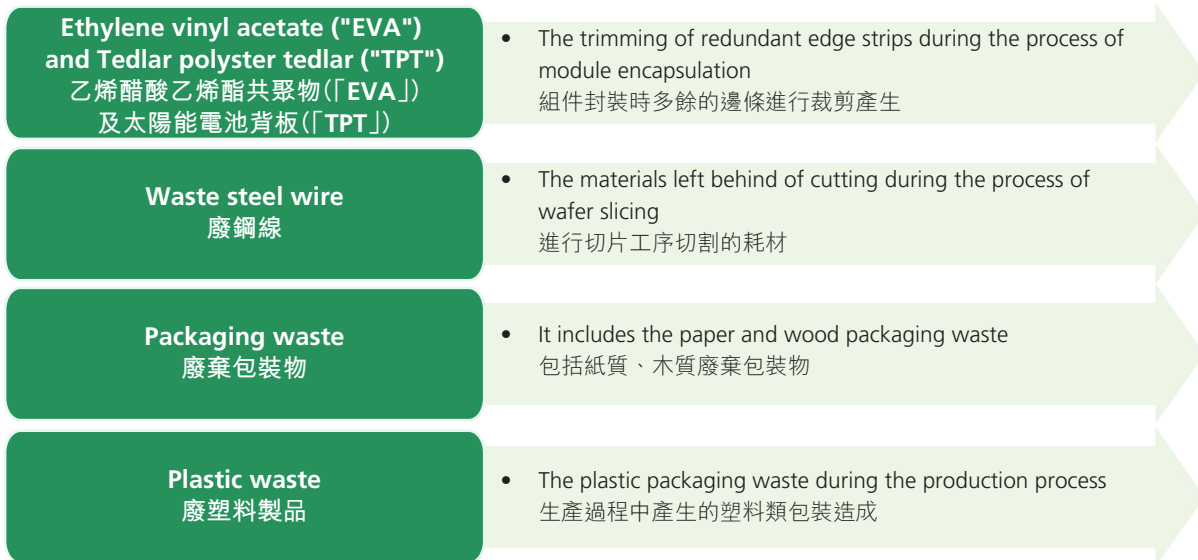 Ethylene vinyl acetate ("EVA")
and Tedlar polyster tedlar ("TPT")
乙烯醋酸乙烯酯共聚物(「EVA」)
及太陽能電池背板(「TPT」)
• The trimming of redundant edge strips during the process of
module encapsulation
組件封裝時多餘的邊條進行裁剪產生
Waste steel wire
廢鋼線
• The materials left behind of cutting during the process of
wafer slicing
進行切片工序切割的耗材
Packaging waste
廢棄包裝物
• It includes the paper and wood packaging waste
包括紙質、木質廢棄包裝物
Plastic waste
廢塑料製品
• The plastic packaging waste during the production process
生產過程中產生的塑料類包裝造成